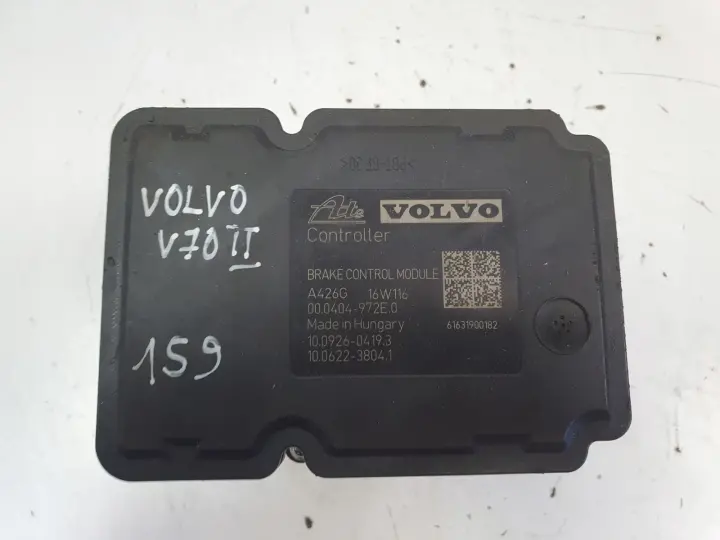 VOLVO
V70 II
159
Ate VOLVO
Controller
BRAKE CONTROL MODULE
A426G 16W116
00.0404-972E.0
Made in Hungary
61631900182
10.0926-0419.3
10.0622-3804.1